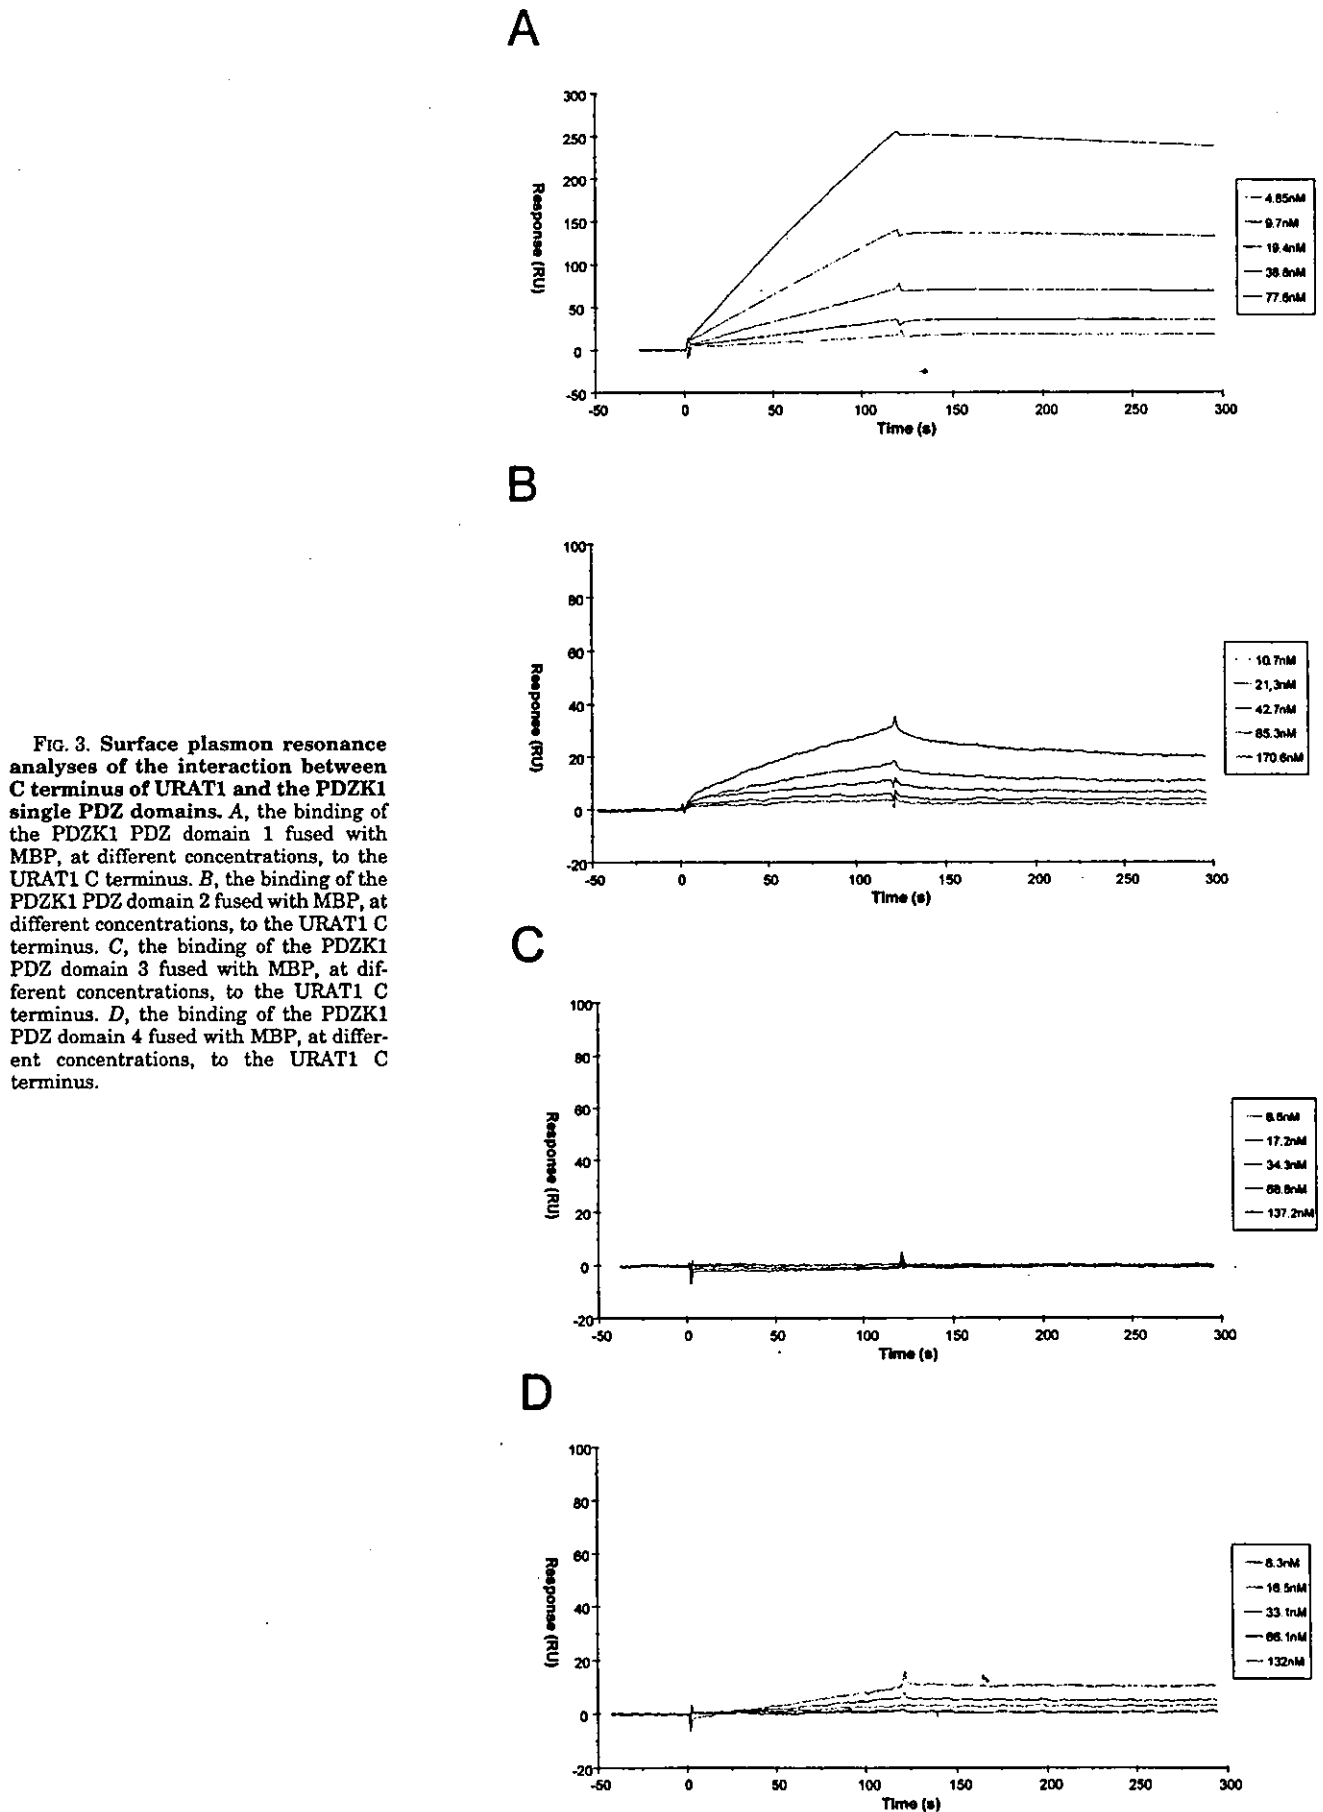 A
300
250
200
150
100
50
0
-50
Response (RU)
-50 0 50 100 150 200 250 300
Time (s)
4.85nM
9.7nM
19.4nM
38.8nM
77.6nM
B
100
80
60
40
20
0
-20
Response (RU)
-50 0 50 100 150 200 250 300
Time (s)
10.7nM
21.3nM
42.7nM
85.3nM
170.6nM
FIG. 3. Surface plasmon resonance
analyses of the interaction between
C terminus of URAT1 and the PDZK1
single PDZ domains. A, the binding of
the PDZK1 PDZ domain 1 fused with
MBP, at different concentrations, to the
URAT1 C terminus. B, the binding of the
PDZK1 PDZ domain 2 fused with MBP, at
different concentrations, to the URAT1 C
terminus. C, the binding of the PDZK1
PDZ domain 3 fused with MBP, at dif-
ferent concentrations, to the URAT1 C
terminus. D, the binding of the PDZK1
PDZ domain 4 fused with MBP, at differ-
ent concentrations, to the URAT1 C
terminus.
C
100
80
60
40
20
0
-20
Response (RU)
-50 0 50 100 150 200 250 300
Time (s)
17.2nM
34.3nM
137.2nM
D
100
80
60
40
20
0
-20
Response (RU)
-50 0 50 100 150 200 250 300
Time (s)
8.3nM
16.5nM
33.1nM
66.1nM
132nM